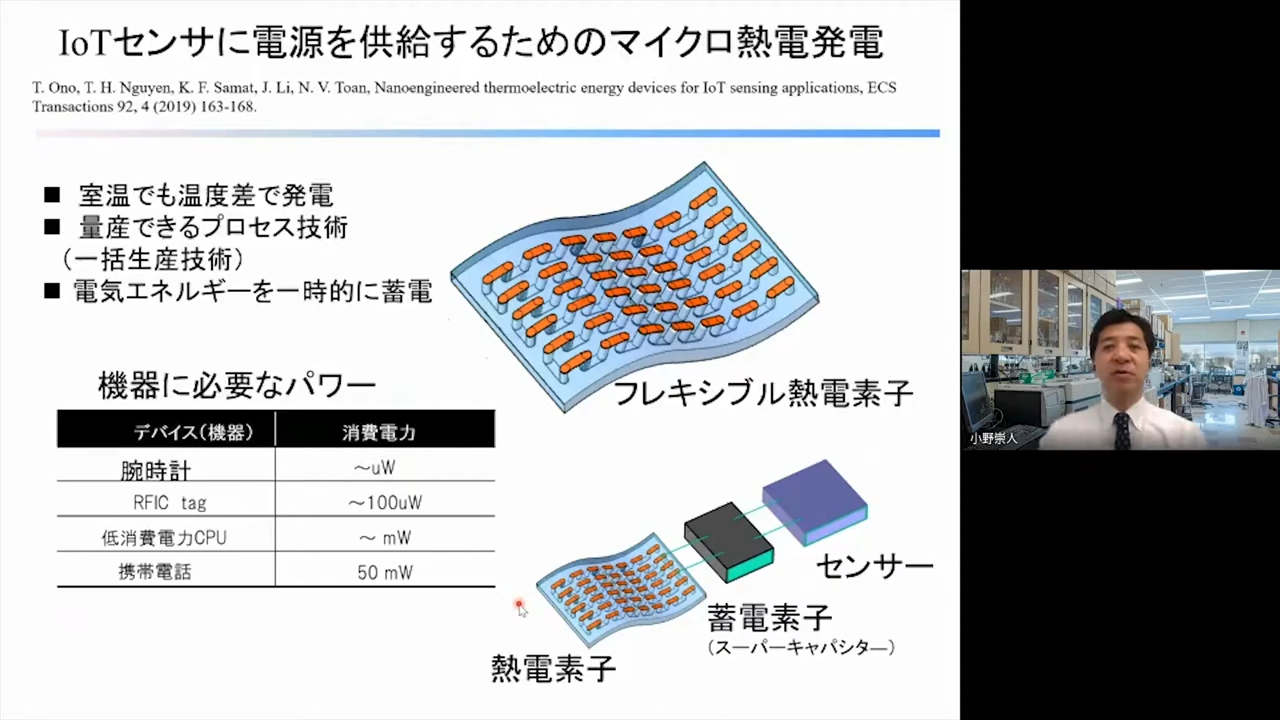 IoTセンサに電源を供給するためのマイクロ熱電発電
T. Ono, T. H. Nguyen, K. F. Samat, J. Li, N. V. Toan, Nanoengineered thermoelectric energy devices for IoT sensing applications, ECS
Transactions 92, 4 (2019) 163-168.
■ 室温でも温度差で発電
■ 量産できるプロセス技術
（一括生産技術）
■ 電気エネルギーを一時的に蓄電
フレキシブル熱電素子
機器に必要なパワー
デバイス（機器） 消費電力
腕時計 ～uW
RFIC tag ～100uW
低消費電力CPU ～ mW
携帯電話 50 mW
センサー
蓄電素子
（スーパーキャパシター）
熱電素子
小野崇人